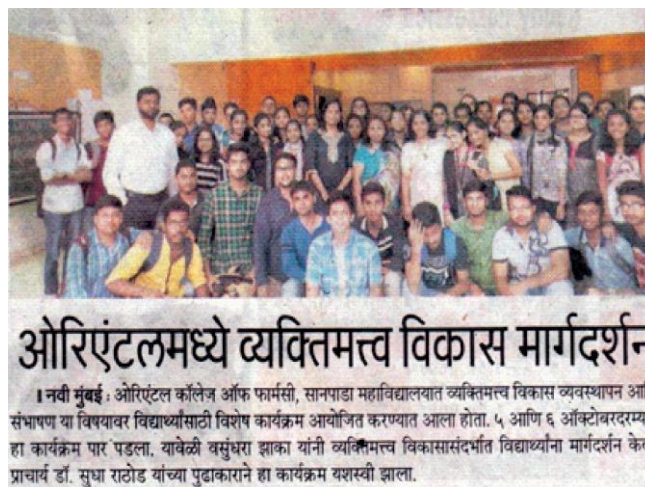 ओरिएंटलमध्ये व्यक्तिमत्त्व विकास मार्गदर्शन
नवी मुंबई : ओरिएंटल कॉलेज ऑफ फार्मसी, सानपाडा महाविद्यालयात व्यक्तिमत्त्व विकास व्यवस्थापन आ
संभाषण या विषयावर विद्यार्थ्यांसाठी विशेष कार्यक्रम आयोजित करण्यात आला होता. ५ आणि ६ ऑक्टोबरदरम्य
हा कार्यक्रम पार पडला. यावेळी वसुंधरा झाका यांनी व्यक्तिमत्त्व विकासासंदर्भात विद्यार्थ्यांना मार्गदर्शन के
प्राचार्य डॉ. सुधा राठोड यांच्या पुढाकाराने हा कार्यक्रम यशस्वी झाला.